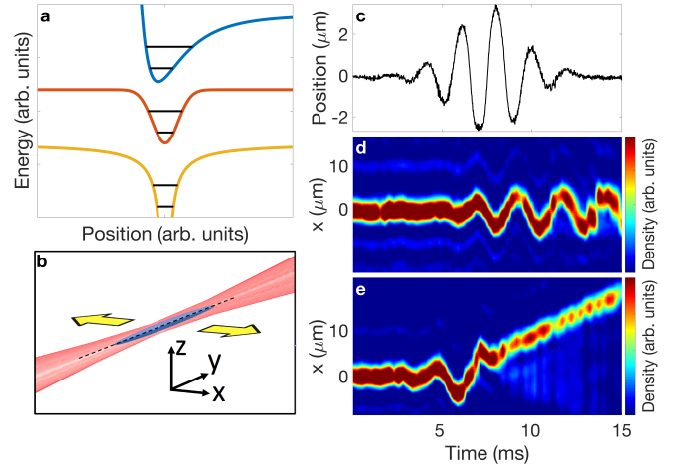 a
Energy (arb. units)
Position (arb. units)
b
z
y
x
c
Position (μm)
2
0
-2
d
x (μm)
10
0
Density (arb. units)
e
x (μm)
10
0
Density (arb. units)
5
10
15
Time (ms)